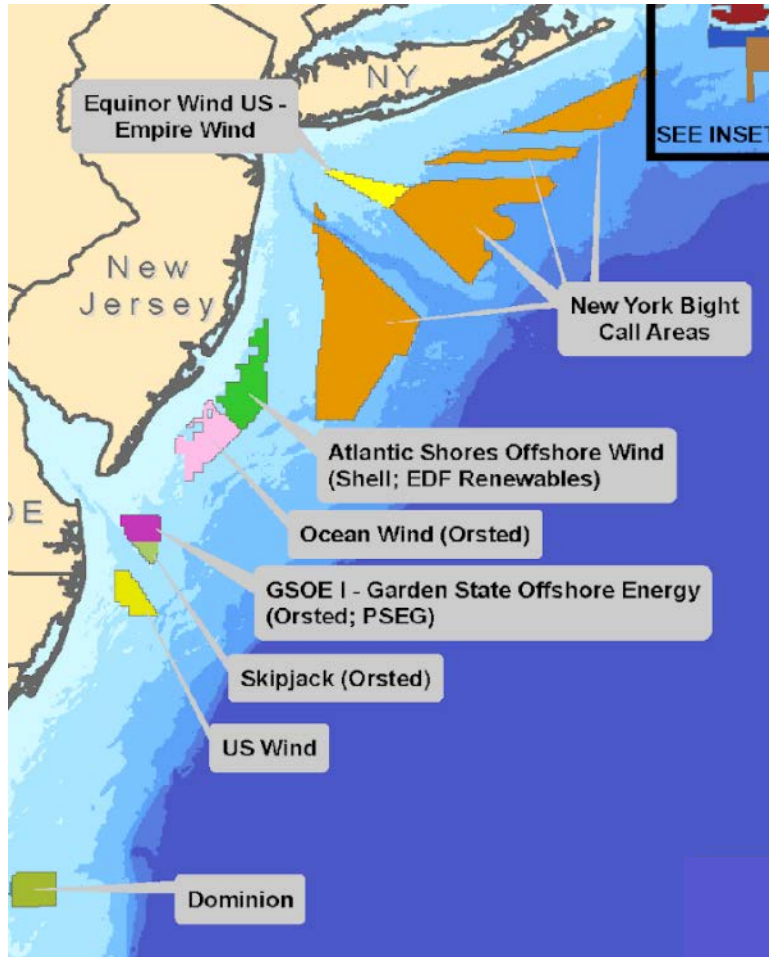 NY
Equinor Wind US -
Empire Wind
SEE INSET
New
Jersey
New York Bight
Call Areas
Atlantic Shores Offshore Wind
(Shell; EDF Renewables)
DE
Ocean Wind (Orsted)
GSOE I - Garden State Offshore Energy
(Orsted; PSEG)
Skipjack (Orsted)
US Wind
Dominion